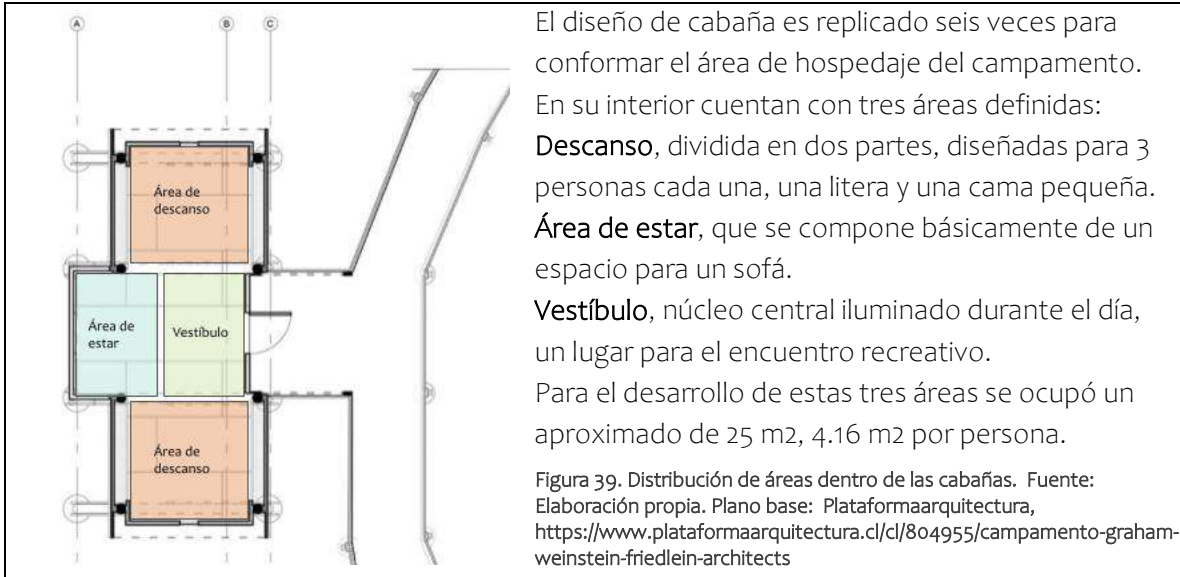 A
B
C
Área de
descanso
Área de
estar
Vestíbulo
Área de
descanso
El diseño de cabaña es replicado seis veces para
conformar el área de hospedaje del campamento.
En su interior cuentan con tres áreas definidas:
Descanso, dividida en dos partes, diseñadas para 3
personas cada una, una litera y una cama pequeña.
Área de estar, que se compone básicamente de un
espacio para un sofá.
Vestíbulo, núcleo central iluminado durante el día,
un lugar para el encuentro recreativo.
Para el desarrollo de estas tres áreas se ocupó un
aproximado de 25 m2, 4.16 m2 por persona.
Figura 39. Distribución de áreas dentro de las cabañas. Fuente:
Elaboración propia. Plano base: Plataformaarquitectura,
https://www.plataformaarquitectura.cl/cl/804955/campamento-graham-
weinstein-friedlein-architects